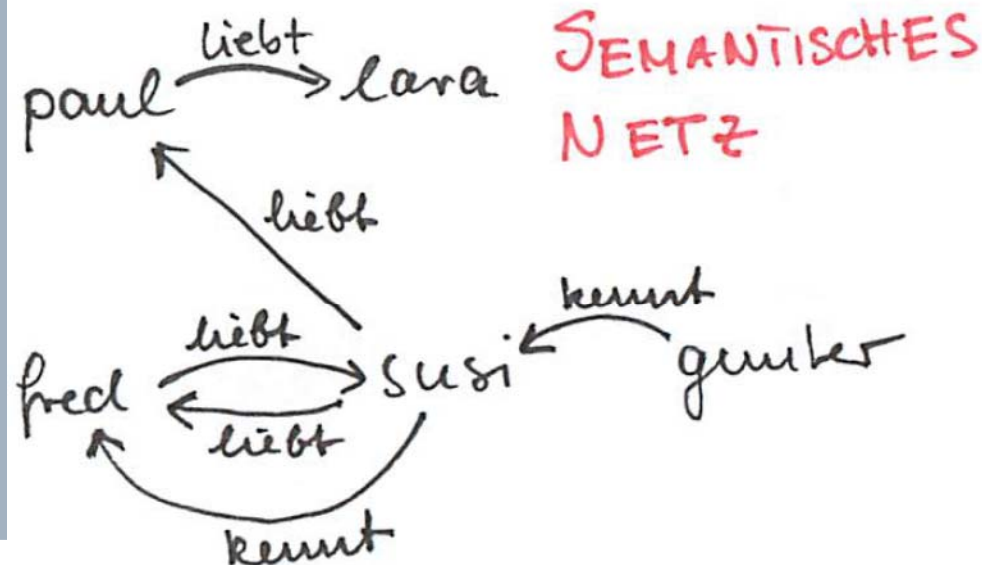 liebt
paul
lara
SEMANTISCHES
NETZ
liebt
kennt
liebt
fred
susi
gunter
liebt
kennt